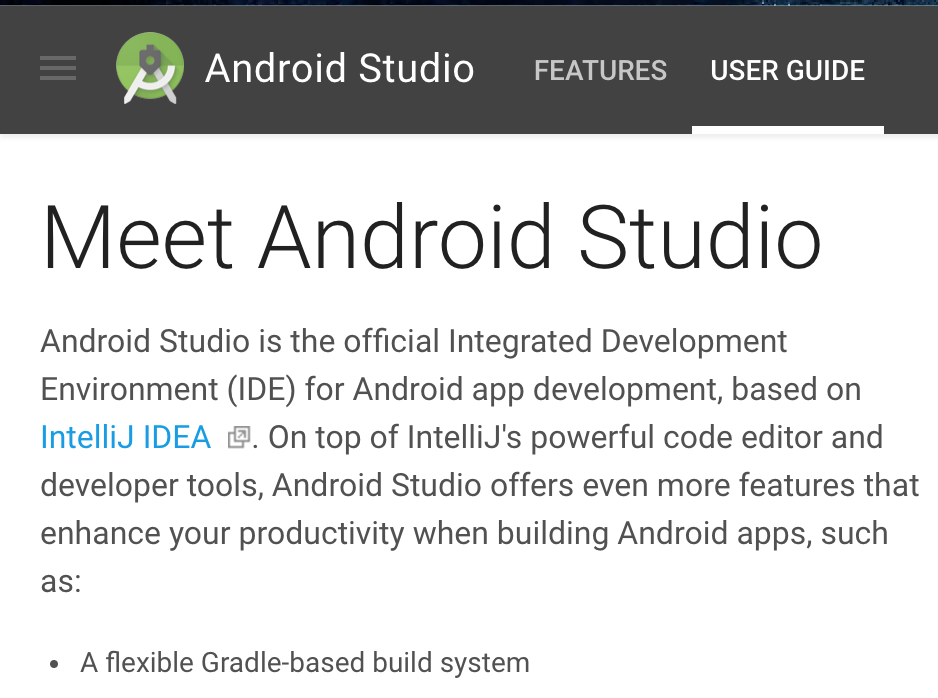 Android Studio FEATURES USER GUIDE
Meet Android Studio
Android Studio is the official Integrated Development
Environment (IDE) for Android app development, based on
IntelliJ IDEA . On top of IntelliJ's powerful code editor and
developer tools, Android Studio offers even more features that
enhance your productivity when building Android apps, such
as:
• A flexible Gradle-based build system